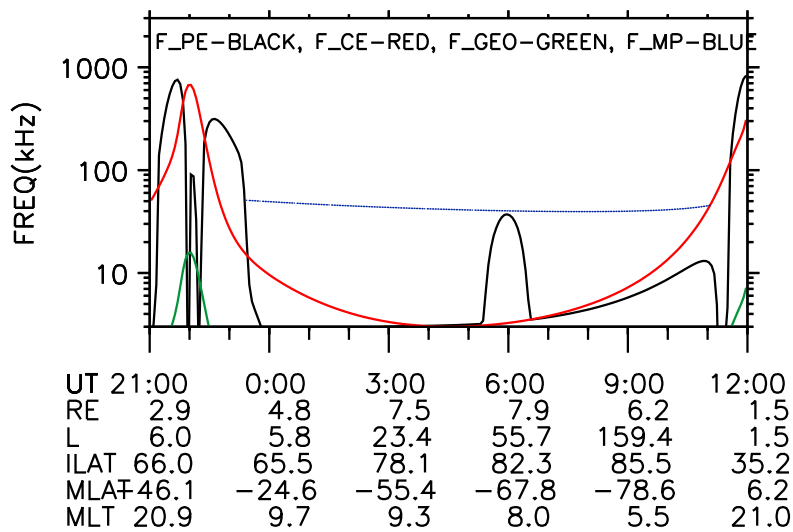 F_PE-BLACK, F_CE-RED, F_GEO-GREEN, F_MP-BLUE
1000
100
10
FREQ(kHz)
UT 21:00 0:00 3:00 6:00 9:00 12:00
RE 2.9 4.8 7.5 7.9 6.2 1.5
L 6.0 5.8 23.4 55.7 159.4 1.5
ILAT 66.0 65.5 78.1 82.3 85.5 35.2
MLAT -46.1 -24.6 -55.4 -67.8 -78.6 6.2
MLT 20.9 9.7 9.3 8.0 5.5 21.0